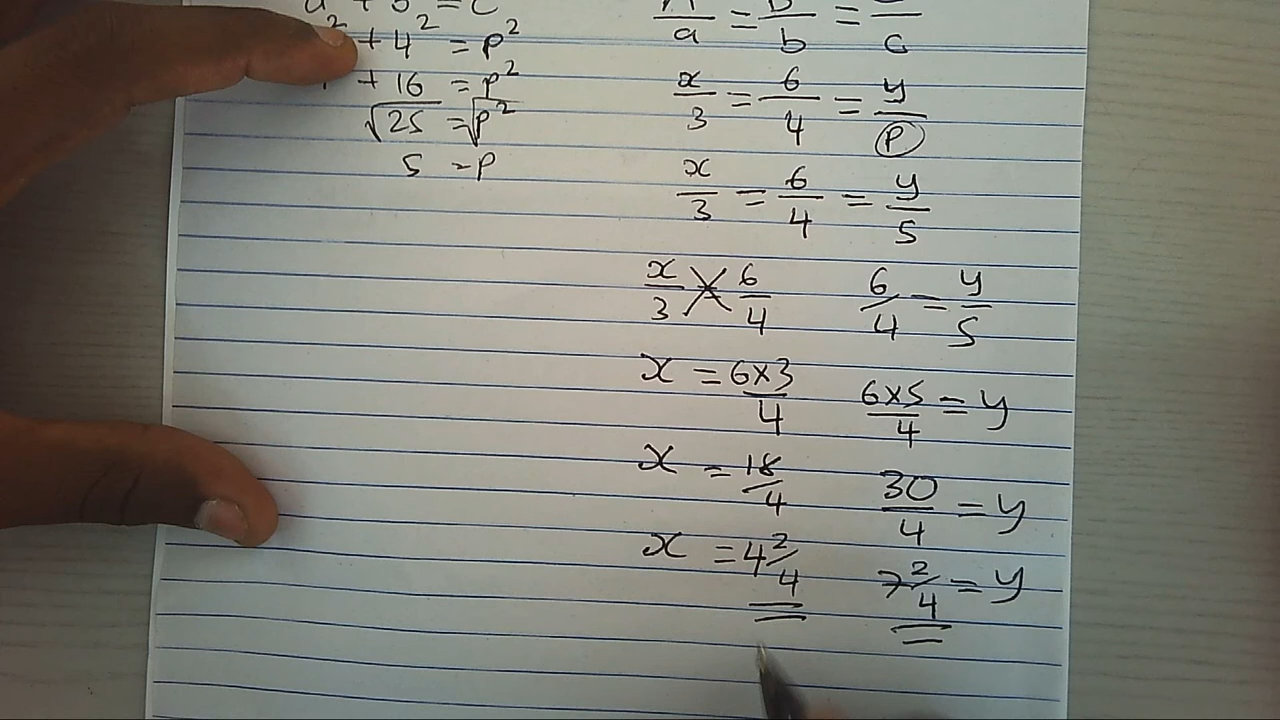 + 4² = p²
+ 16 = p²
√25 = √p²
5 = p
/a = /b = /c
x/3 = 6/4 = y/p
x/3 = 6/4 = y/5
x/3 × 6/4
6/4 = y/5
x = 6×3/4
6×5/4 = y
x = 18/4
30/4 = y
x = 4 2/4
7 2/4 = y